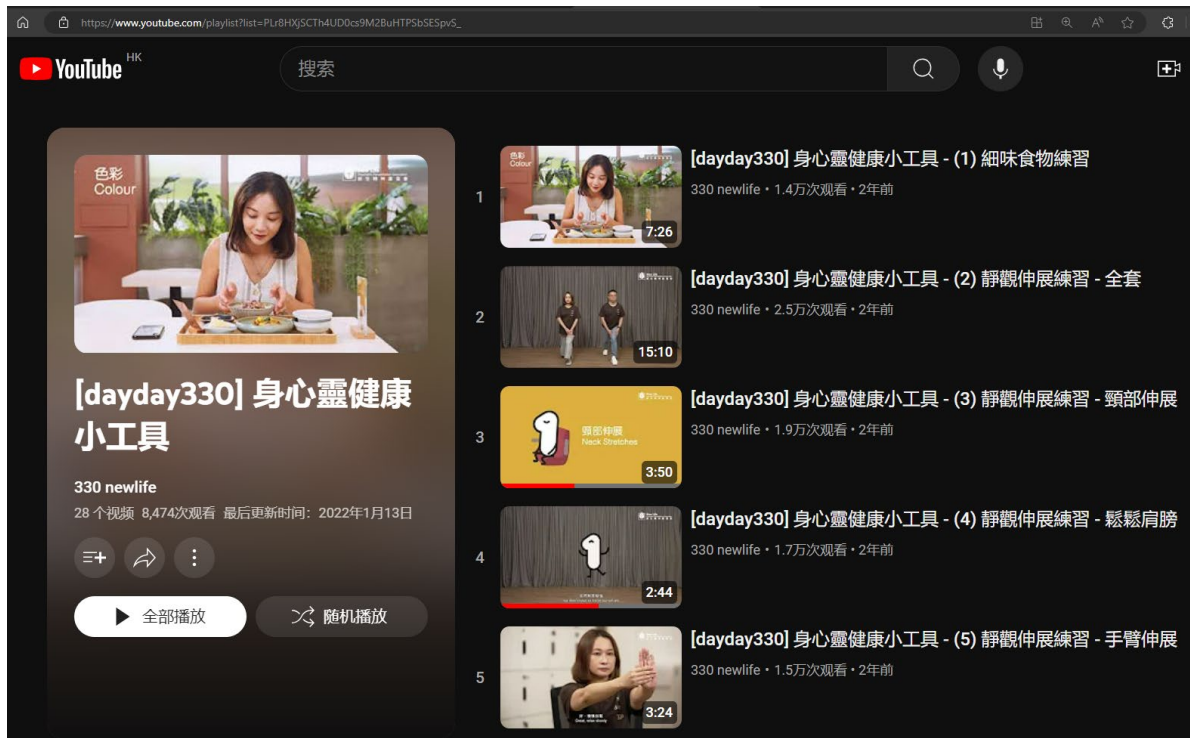 https://www.youtube.com/playlist?list=PLr8HXjSCTh4UD0cs9M2BuHTPSbSESpvS_
YouTube HK
搜索
色彩
Colour
[dayday330] 身心靈健康
小工具
330 newlife
28 个视频 8,474次观看 最后更新时间：2022年1月13日
全部播放
随机播放
1
色彩
Colour
7:26
[dayday330] 身心靈健康小工具 - (1) 細味食物練習
330 newlife • 1.4万次观看 • 2年前
2
15:10
[dayday330] 身心靈健康小工具 - (2) 靜觀伸展練習 - 全套
330 newlife • 2.5万次观看 • 2年前
3
頸部伸展
Neck Stretches
3:50
[dayday330] 身心靈健康小工具 - (3) 靜觀伸展練習 - 頸部伸展
330 newlife • 1.9万次观看 • 2年前
4
2:44
[dayday330] 身心靈健康小工具 - (4) 靜觀伸展練習 - 鬆鬆肩膀
330 newlife • 1.7万次观看 • 2年前
5
3:24
[dayday330] 身心靈健康小工具 - (5) 靜觀伸展練習 - 手臂伸展
330 newlife • 1.5万次观看 • 2年前